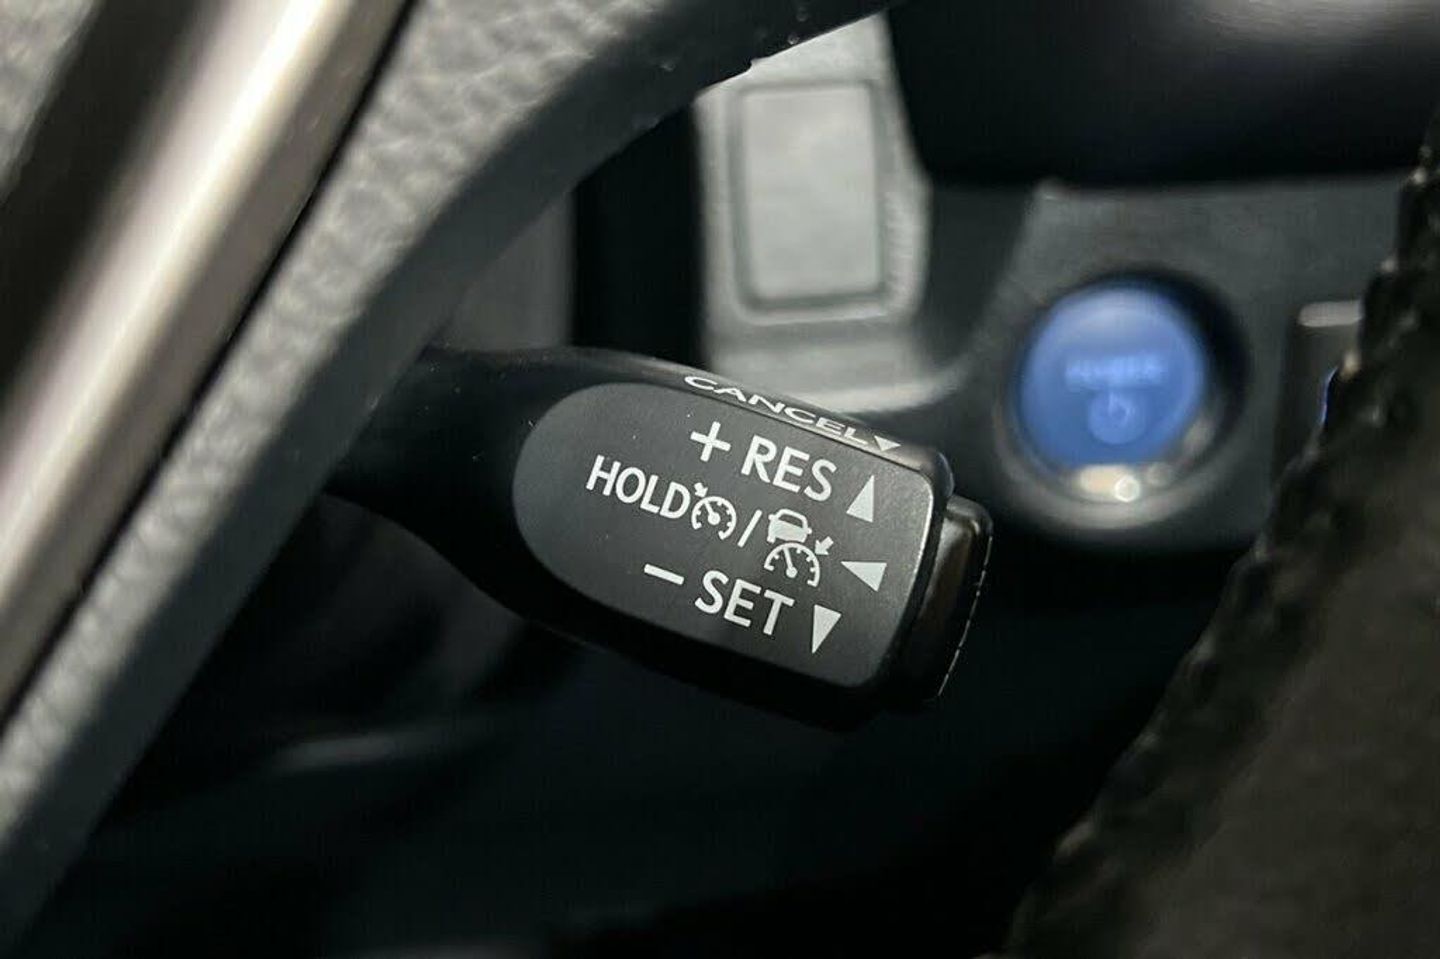 CANCEL
+ RES
HOLD /
− SET